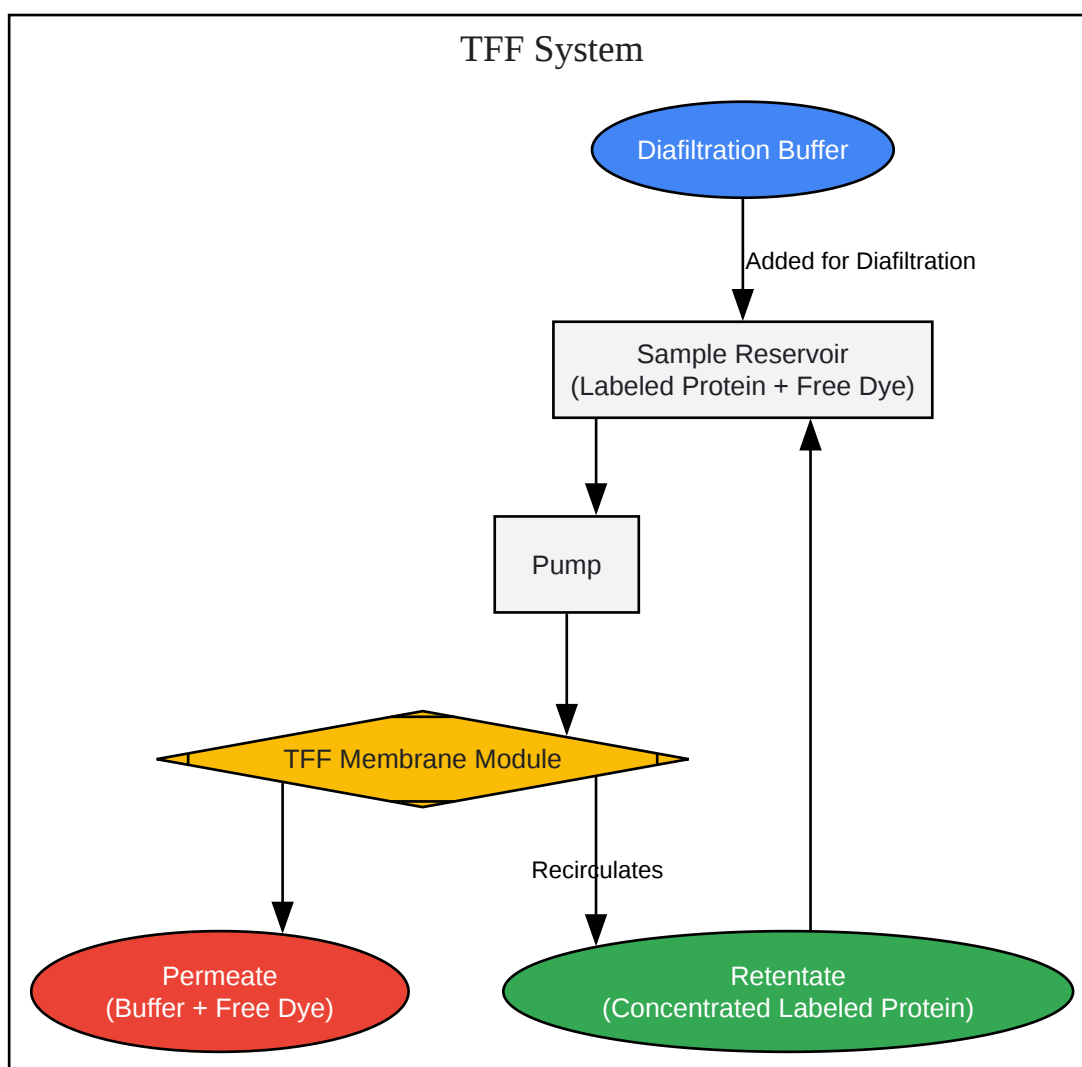 TFF System
Diafiltration Buffer
Added for Diafiltration
Sample Reservoir
(Labeled Protein + Free Dye)
Pump
TFF Membrane Module
Recirculates
Permeate
(Buffer + Free Dye)
Retentate
(Concentrated Labeled Protein)